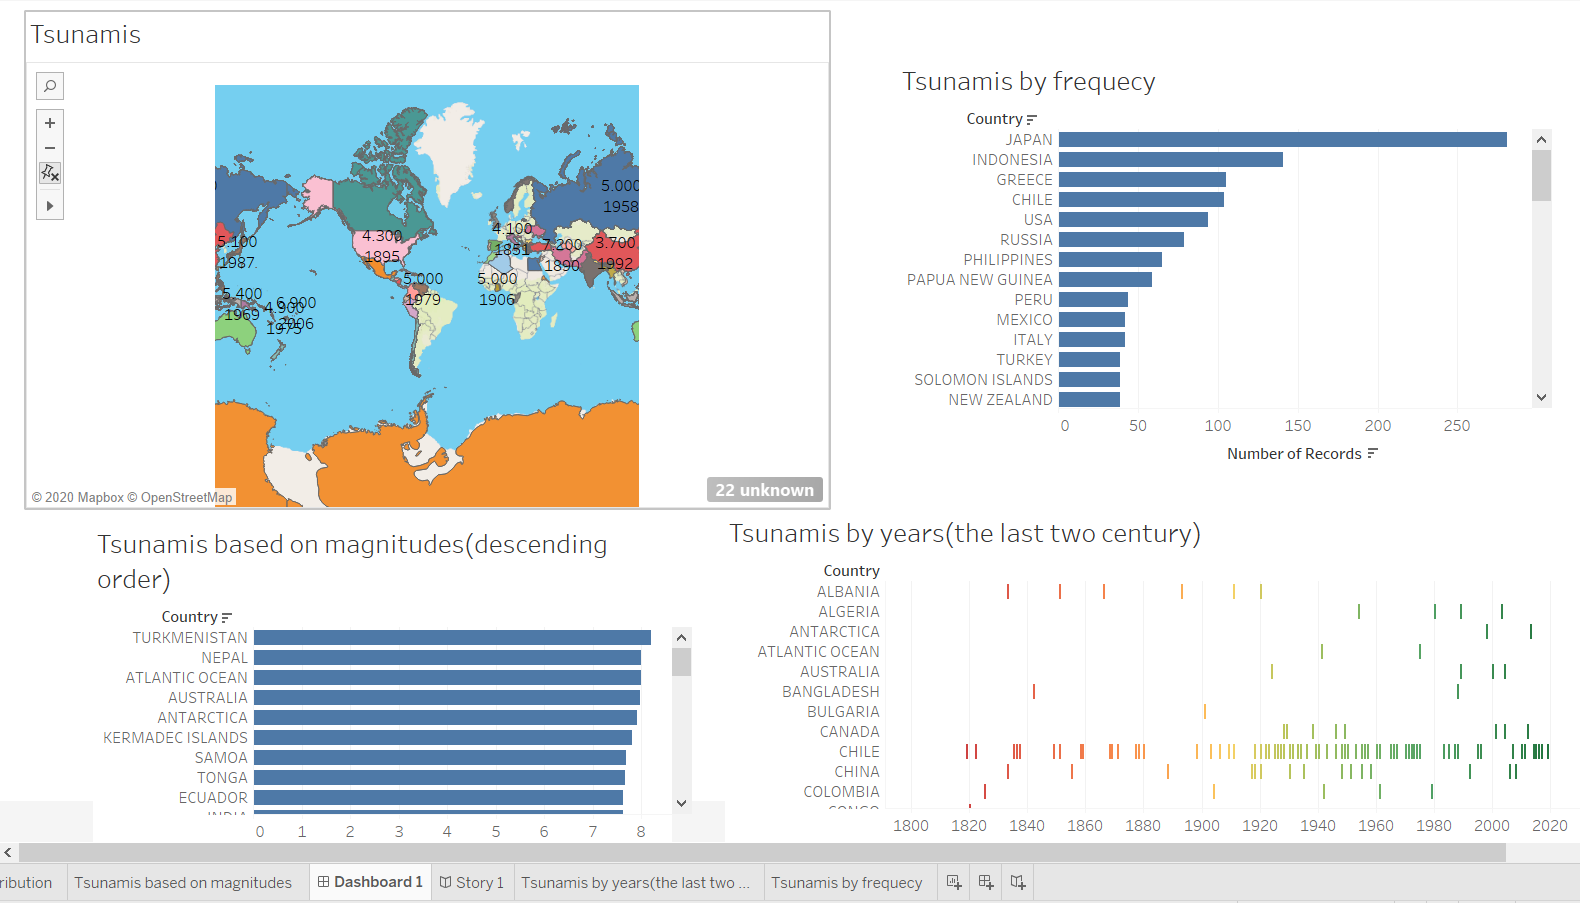 Tsunamis
5.000
1958
5.100
1987
4.300
1895
4.100
1851
7.200
1890
3.700
1992
5.000
1979
5.000
1906
5.400
1969
6.900
2006
4.900
1975
© 2020 Mapbox © OpenStreetMap
22 unknown
Tsunamis by frequecy
Country
JAPAN
INDONESIA
GREECE
CHILE
USA
RUSSIA
PHILIPPINES
PAPUA NEW GUINEA
PERU
MEXICO
ITALY
TURKEY
SOLOMON ISLANDS
NEW ZEALAND
0 50 100 150 200 250
Number of Records
Tsunamis based on magnitudes(descending
order)
Country
TURKMENISTAN
NEPAL
ATLANTIC OCEAN
AUSTRALIA
ANTARCTICA
KERMADEC ISLANDS
SAMOA
TONGA
ECUADOR
INDIA
0 1 2 3 4 5 6 7 8
Tsunamis by years(the last two century)
Country
ALBANIA
ALGERIA
ANTARCTICA
ATLANTIC OCEAN
AUSTRALIA
BANGLADESH
BULGARIA
CANADA
CHILE
CHINA
COLOMBIA
CONGO
1800 1820 1840 1860 1880 1900 1920 1940 1960 1980 2000 2020
ribution Tsunamis based on magnitudes Dashboard 1 Story 1 Tsunamis by years(the last two ... Tsunamis by frequecy